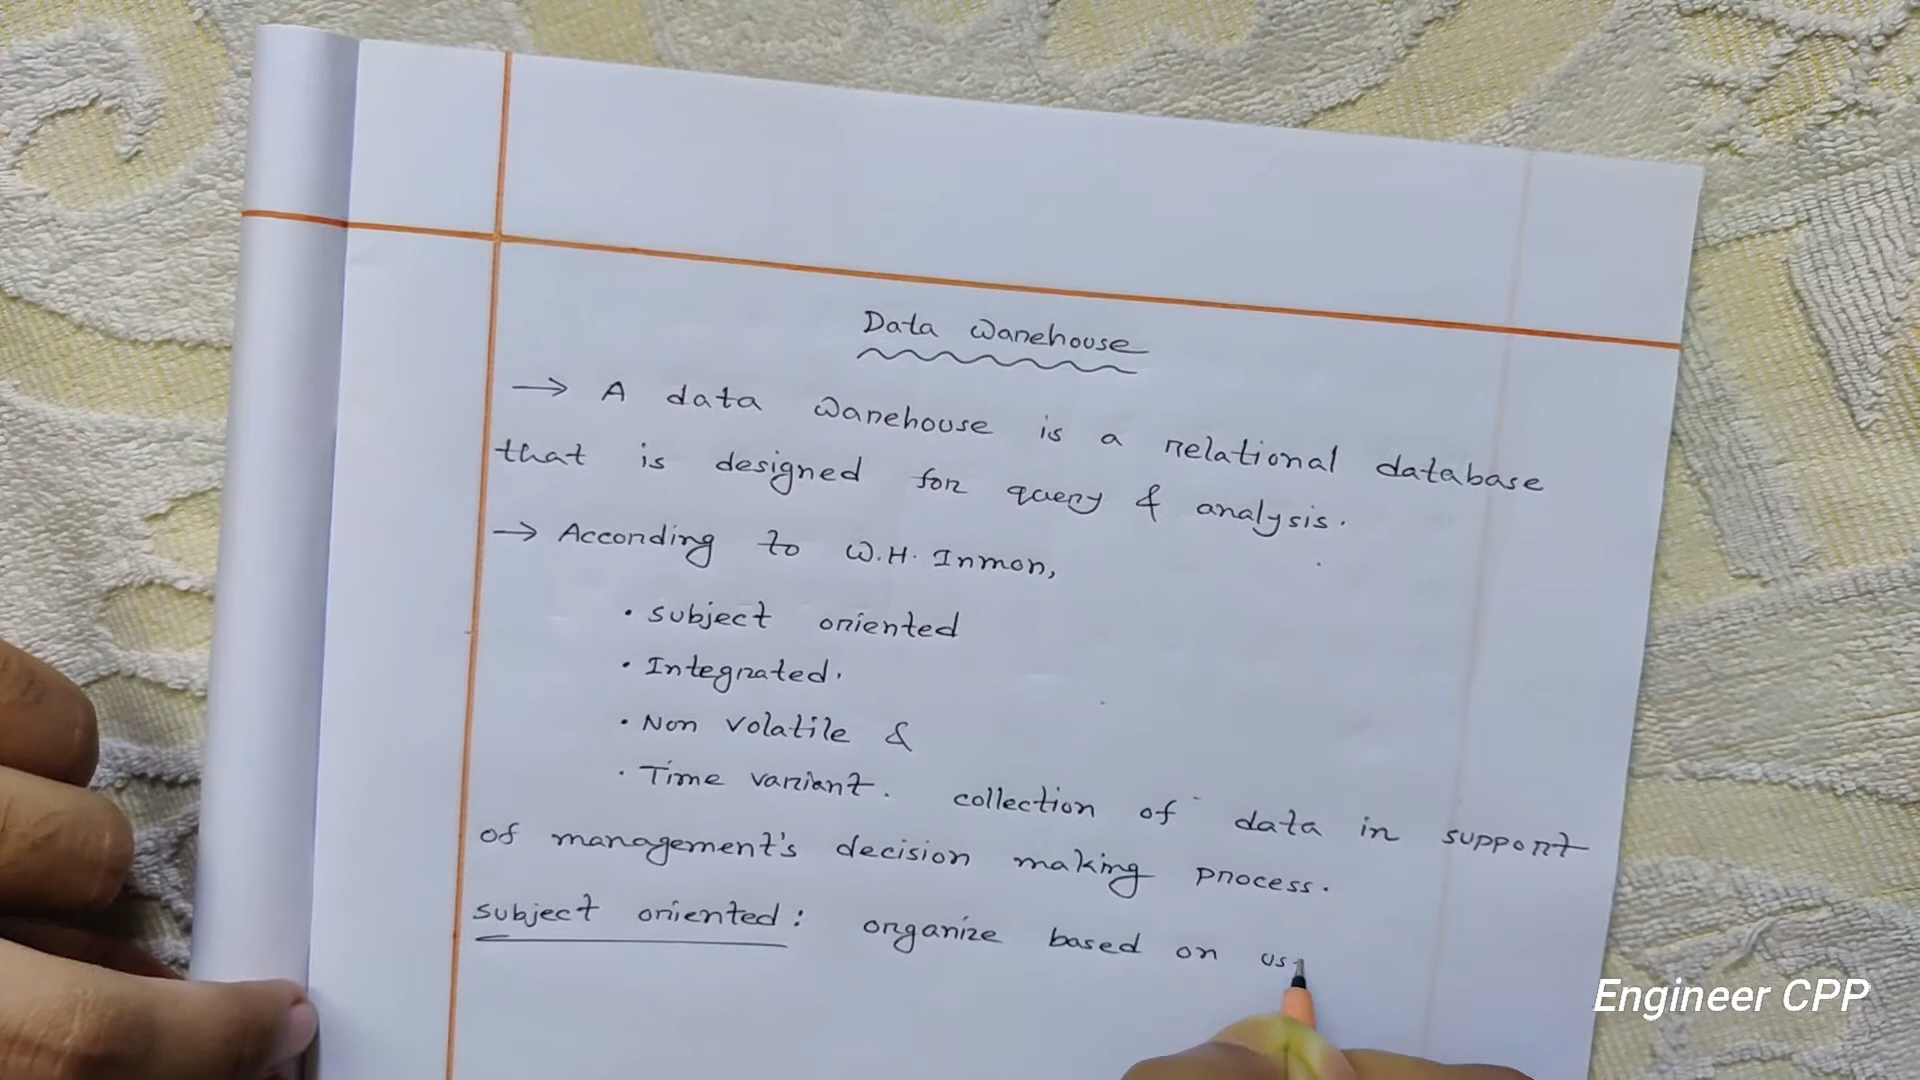 Data Warehouse
→ A data warehouse is a relational database
that is designed for query & analysis.
→ According to W.H. Inmon,
• subject oriented
• Integrated.
• Non volatile &
• Time variant. collection of data in support
of management's decision making process.
subject oriented: organize based on us
Engineer CPP